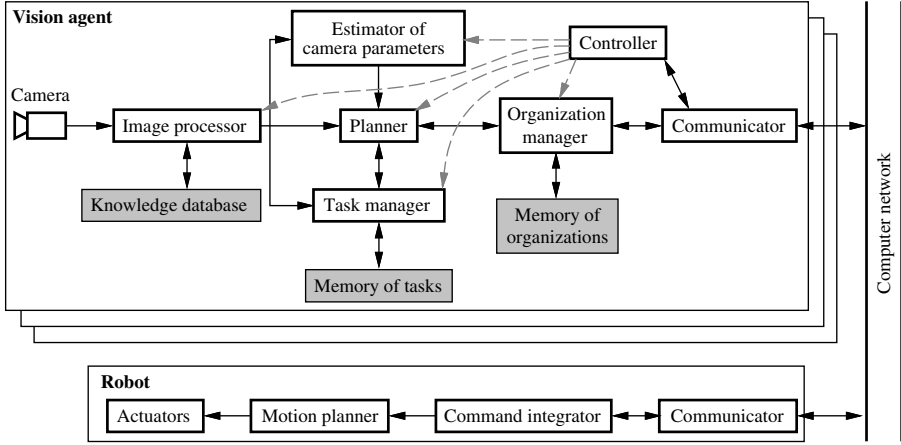 Vision agent
Estimator of
camera parameters
Controller
Camera
Image processor
Planner
Organization
manager
Communicator
Knowledge database
Task manager
Memory of
organizations
Memory of tasks
Computer network
Robot
Actuators
Motion planner
Command integrator
Communicator